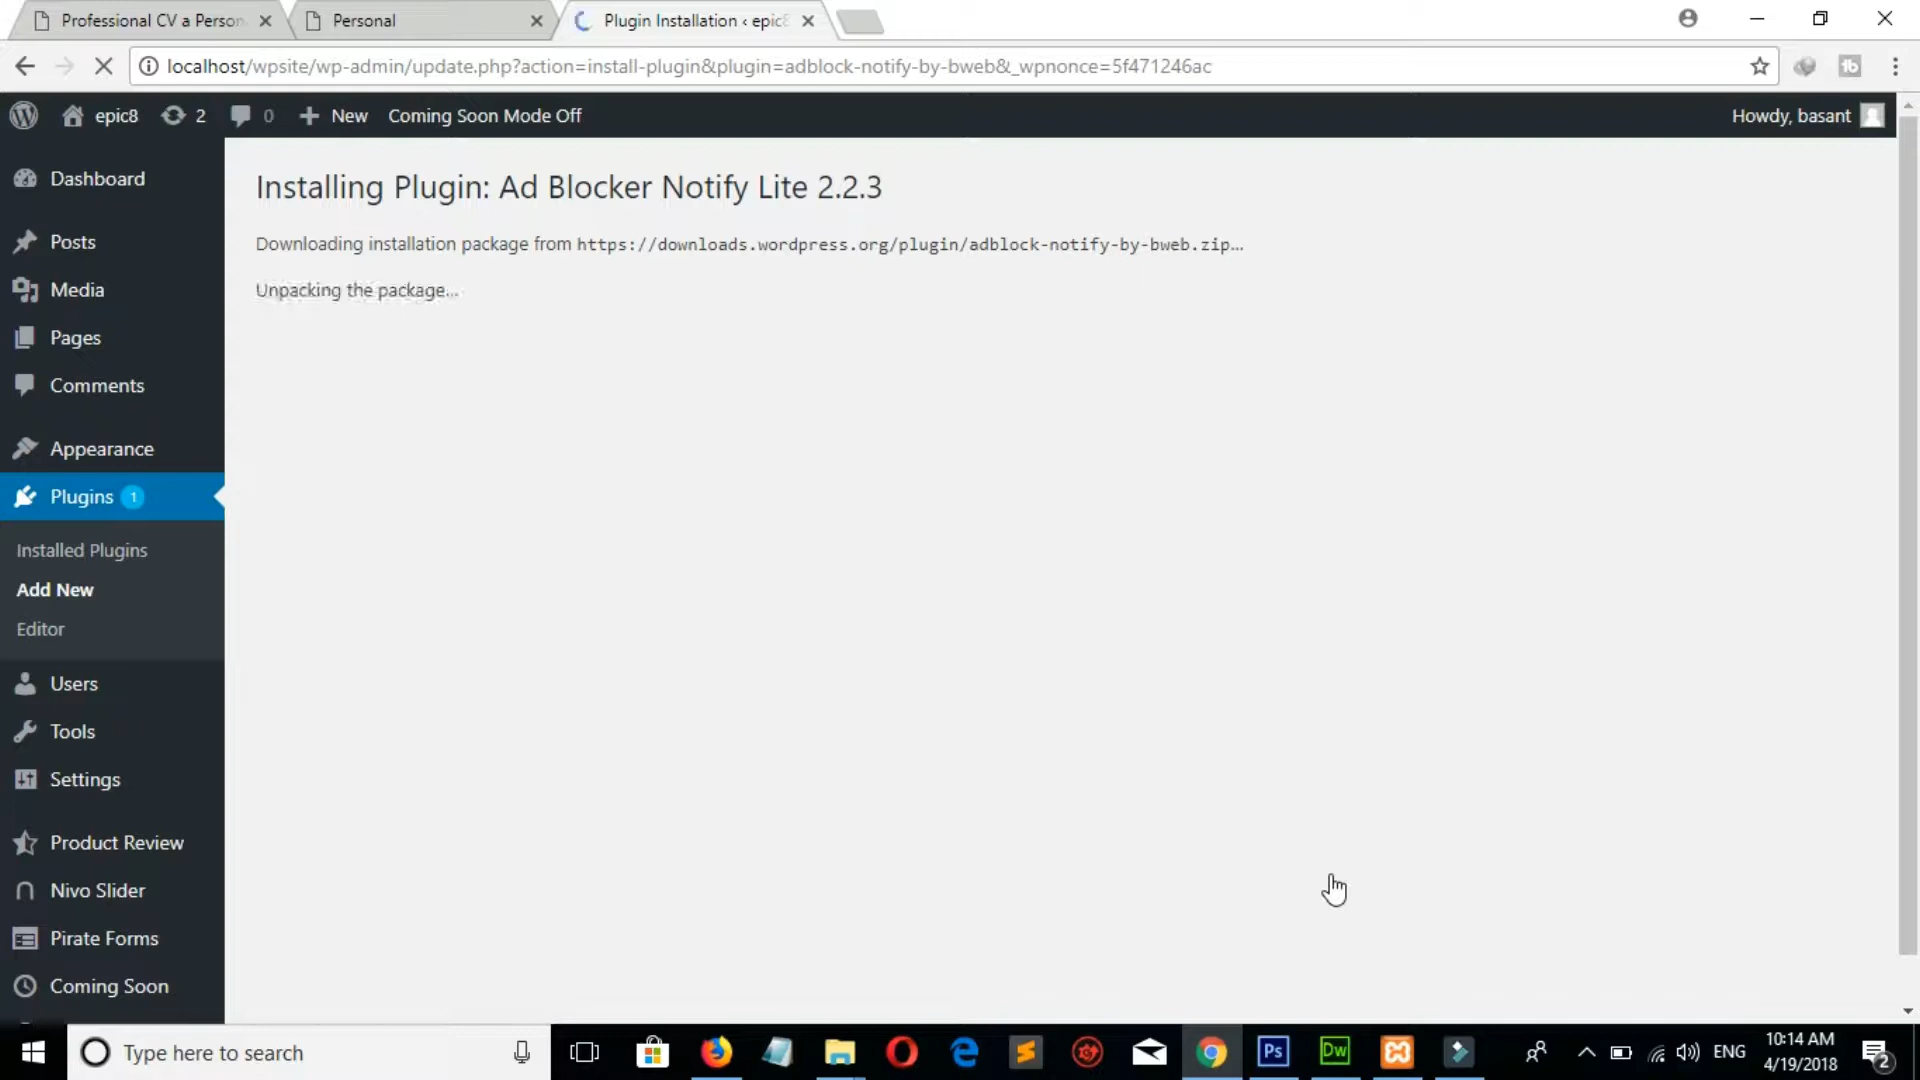 Professional CV a Person
Personal
Plugin Installation ‹ epic8
localhost/wpsite/wp-admin/update.php?action=install-plugin&plugin=adblock-notify-by-bweb&_wpnonce=5f471246ac
epic8
2
0
New
Coming Soon Mode Off
Howdy, basant
Dashboard
Posts
Media
Pages
Comments
Appearance
Plugins 1
Installed Plugins
Add New
Editor
Users
Tools
Settings
Product Review
Nivo Slider
Pirate Forms
Coming Soon
Installing Plugin: Ad Blocker Notify Lite 2.2.3
Downloading installation package from https://downloads.wordpress.org/plugin/adblock-notify-by-bweb.zip…
Unpacking the package…
Type here to search
Ps
Dw
ENG
10:14 AM
4/19/2018
2